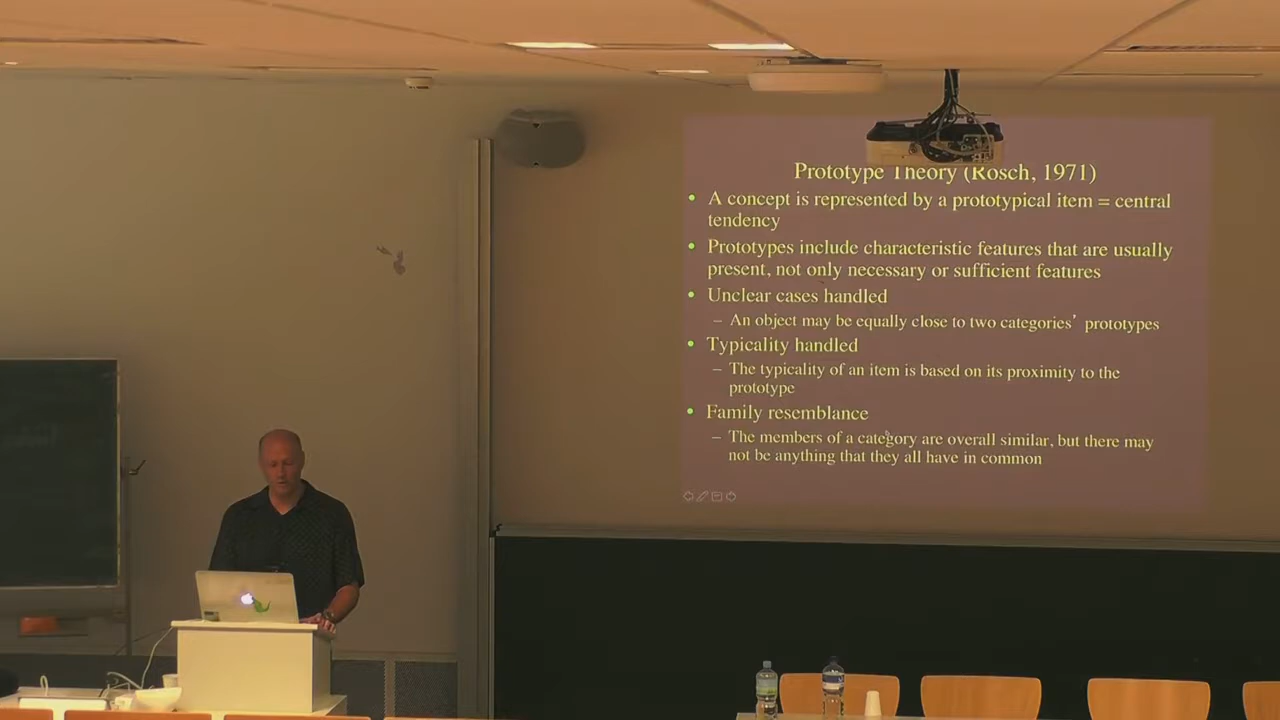 Prototype Theory (Rosch, 1971)
• A concept is represented by a prototypical item = central
tendency
• Prototypes include characteristic features that are usually
present, not only necessary or sufficient features
• Unclear cases handled
– An object may be equally close to two categories’ prototypes
• Typicality handled
– The typicality of an item is based on its proximity to the
prototype
• Family resemblance
– The members of a category are overall similar, but there may
not be anything that they all have in common